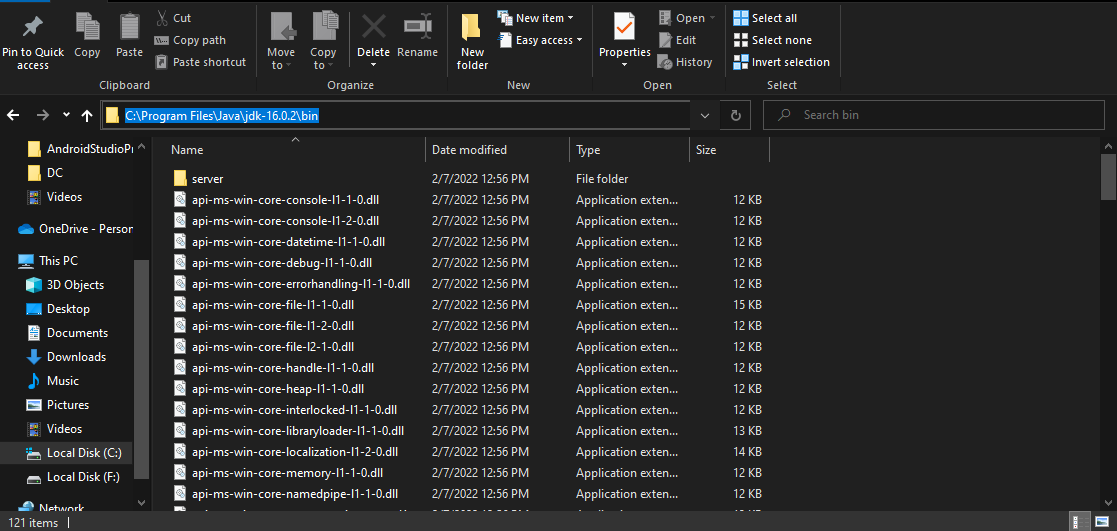 Pin to Quick access
Copy
Paste
Cut
Copy path
Paste shortcut
Clipboard
Move to
Copy to
Delete
Rename
Organize
New folder
New item
Easy access
New
Properties
Open
Edit
History
Open
Select all
Select none
Invert selection
Select
C:\Program Files\Java\jdk-16.0.2\bin
Search bin
AndroidStudioPr
DC
Videos
OneDrive - Person
This PC
3D Objects
Desktop
Documents
Downloads
Music
Pictures
Videos
Local Disk (C:)
Local Disk (F:)
Network
Name Date modified Type Size
server 2/7/2022 12:56 PM File folder
api-ms-win-core-console-l1-1-0.dll 2/7/2022 12:56 PM Application exten... 12 KB
api-ms-win-core-console-l1-2-0.dll 2/7/2022 12:56 PM Application exten... 12 KB
api-ms-win-core-datetime-l1-1-0.dll 2/7/2022 12:56 PM Application exten... 12 KB
api-ms-win-core-debug-l1-1-0.dll 2/7/2022 12:56 PM Application exten... 12 KB
api-ms-win-core-errorhandling-l1-1-0.dll 2/7/2022 12:56 PM Application exten... 12 KB
api-ms-win-core-file-l1-1-0.dll 2/7/2022 12:56 PM Application exten... 15 KB
api-ms-win-core-file-l1-2-0.dll 2/7/2022 12:56 PM Application exten... 12 KB
api-ms-win-core-file-l2-1-0.dll 2/7/2022 12:56 PM Application exten... 12 KB
api-ms-win-core-handle-l1-1-0.dll 2/7/2022 12:56 PM Application exten... 12 KB
api-ms-win-core-heap-l1-1-0.dll 2/7/2022 12:56 PM Application exten... 12 KB
api-ms-win-core-interlocked-l1-1-0.dll 2/7/2022 12:56 PM Application exten... 12 KB
api-ms-win-core-libraryloader-l1-1-0.dll 2/7/2022 12:56 PM Application exten... 13 KB
api-ms-win-core-localization-l1-2-0.dll 2/7/2022 12:56 PM Application exten... 14 KB
api-ms-win-core-memory-l1-1-0.dll 2/7/2022 12:56 PM Application exten... 12 KB
api-ms-win-core-namedpipe-l1-1-0.dll 2/7/2022 12:56 PM Application exten... 12 KB
121 items